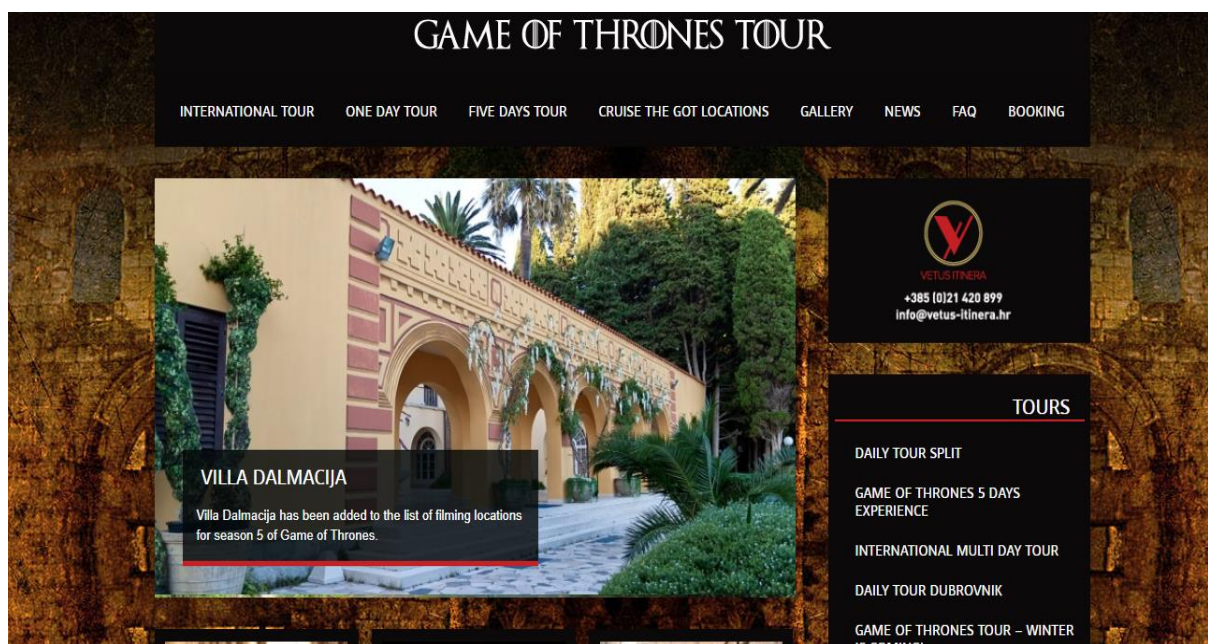 GAME OF THRONES TOUR
INTERNATIONAL TOUR
ONE DAY TOUR
FIVE DAYS TOUR
CRUISE THE GOT LOCATIONS
GALLERY
NEWS
FAQ
BOOKING
VILLA DALMACIJA
Villa Dalmacija has been added to the list of filming locations
for season 5 of Game of Thrones.
VETUS ITINERA
+385 (0)21 420 899
info@vetus-itinera.hr
TOURS
DAILY TOUR SPLIT
GAME OF THRONES 5 DAYS
EXPERIENCE
INTERNATIONAL MULTI DAY TOUR
DAILY TOUR DUBROVNIK
GAME OF THRONES TOUR – WINTER